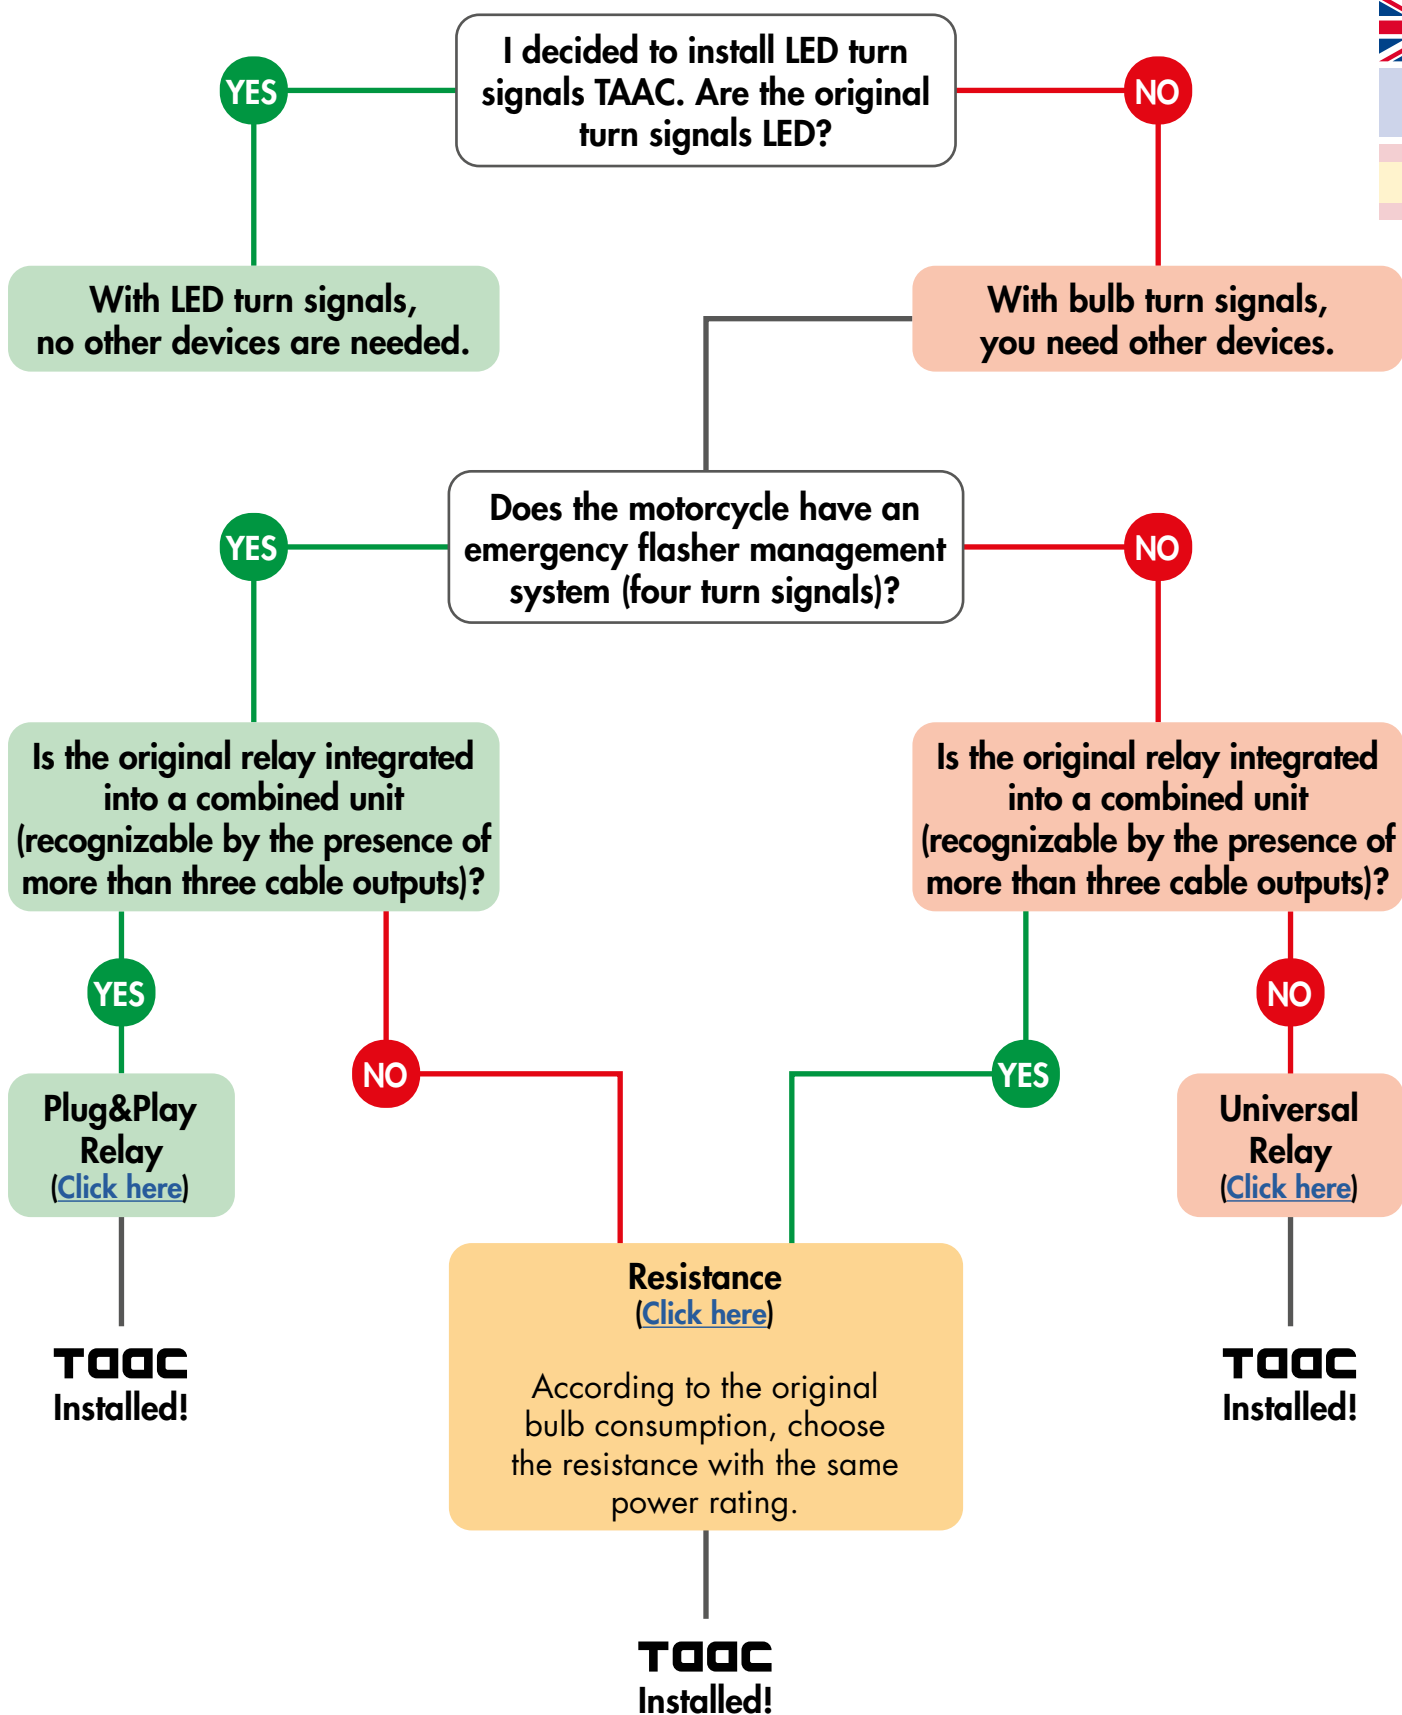 I decided to install LED turn
signals TAAC. Are the original
turn signals LED?
YES
NO
With LED turn signals,
no other devices are needed.
With bulb turn signals,
you need other devices.
Does the motorcycle have an
emergency flasher management
system (four turn signals)?
YES
NO
Is the original relay integrated
into a combined unit
(recognizable by the presence of
more than three cable outputs)?
Is the original relay integrated
into a combined unit
(recognizable by the presence of
more than three cable outputs)?
YES
NO
YES
NO
Plug&Play
Relay
(Click here)
Universal
Relay
(Click here)
Resistance
(Click here)
According to the original
bulb consumption, choose
the resistance with the same
power rating.
TAAC
Installed!
TAAC
Installed!
TAAC
Installed!